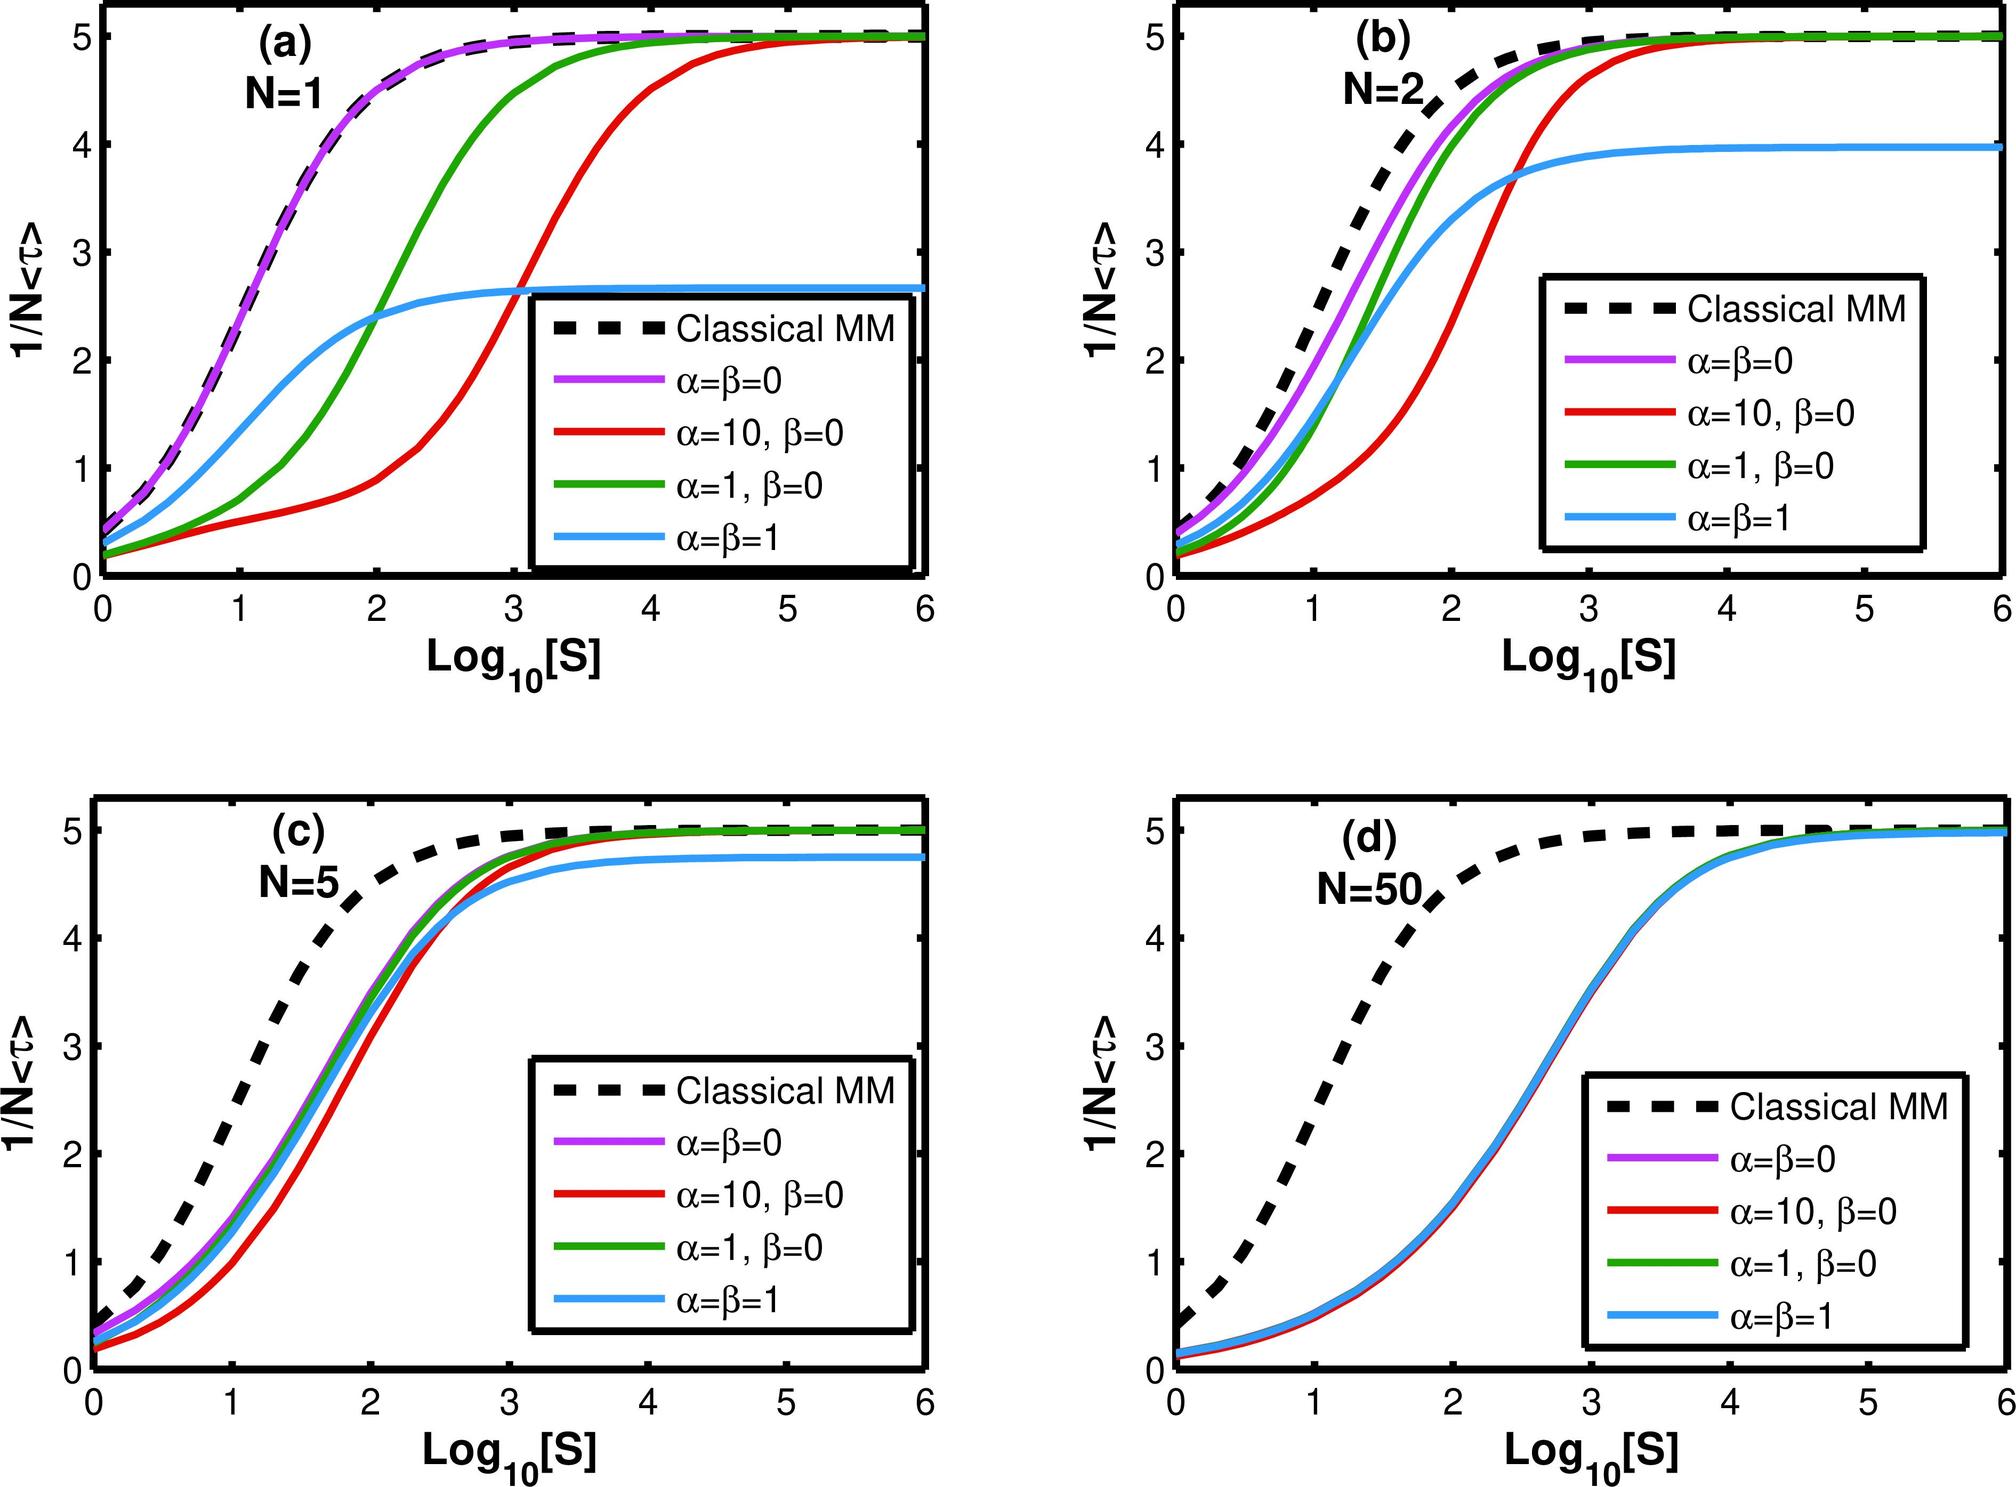 (a)
N=1
5
4
3
2
1
0
1/N<τ>
Classical MM
α=β=0
α=10, β=0
α=1, β=0
α=β=1
0 1 2 3 4 5 6
Log10[S]
(b)
N=2
5
4
3
2
1
0
1/N<τ>
Classical MM
α=β=0
α=10, β=0
α=1, β=0
α=β=1
0 1 2 3 4 5 6
Log10[S]
(c)
N=5
5
4
3
2
1
0
1/N<τ>
Classical MM
α=β=0
α=10, β=0
α=1, β=0
α=β=1
0 1 2 3 4 5 6
Log10[S]
(d)
N=50
5
4
3
2
1
0
1/N<τ>
Classical MM
α=β=0
α=10, β=0
α=1, β=0
α=β=1
0 1 2 3 4 5 6
Log10[S]